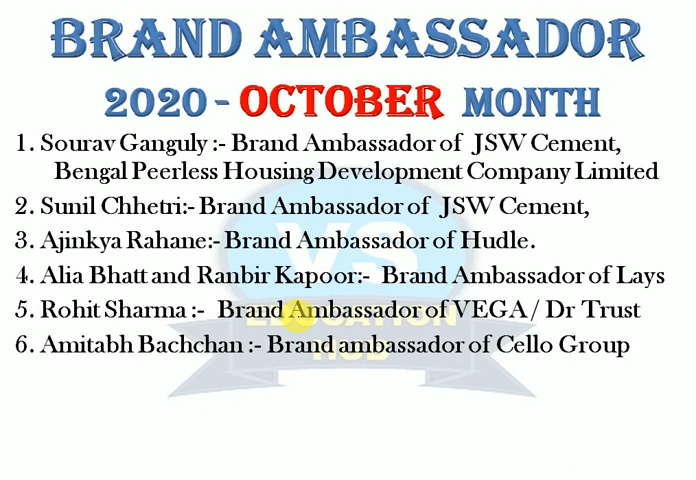 BRAND AMBASSADOR
2020 - OCTOBER MONTH
1. Sourav Ganguly :- Brand Ambassador of JSW Cement,
Bengal Peerless Housing Development Company Limited
2. Sunil Chhetri:- Brand Ambassador of JSW Cement,
3. Ajinkya Rahane:- Brand Ambassador of Hudle.
4. Alia Bhatt and Ranbir Kapoor:- Brand Ambassador of Lays
5. Rohit Sharma :- Brand Ambassador of VEGA / Dr Trust
6. Amitabh Bachchan :- Brand ambassador of Cello Group
VS
EDUCATION
HUB